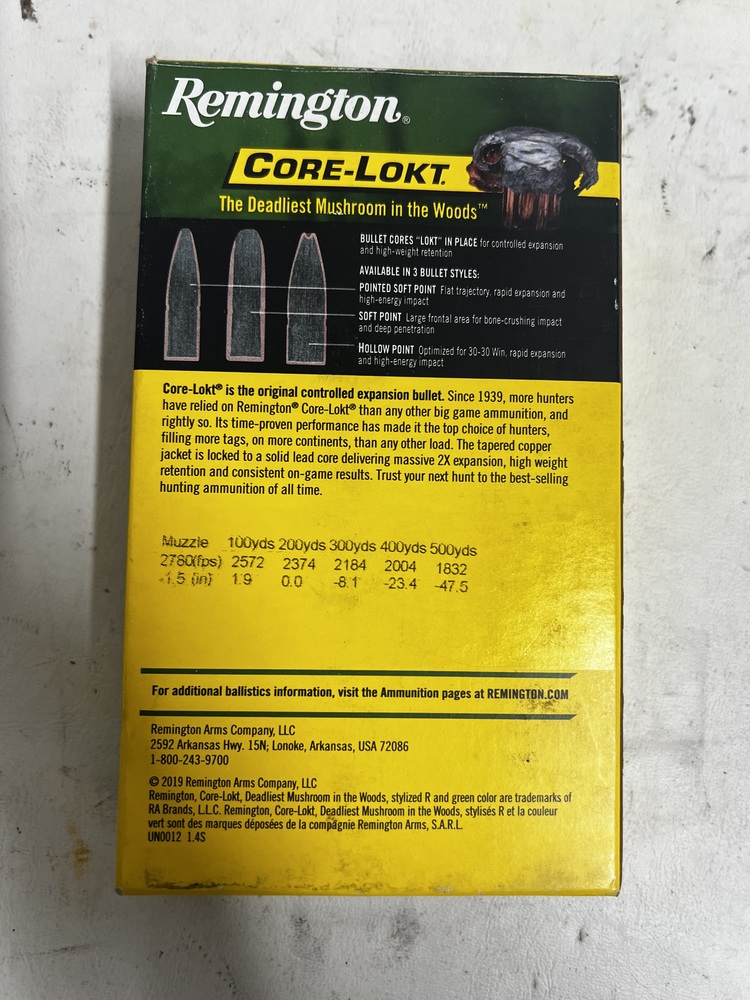 Remington®
CORE-LOKT.
The Deadliest Mushroom in the Woods™
BULLET CORES "LOKT" IN PLACE for controlled expansion
and high-weight retention
AVAILABLE IN 3 BULLET STYLES:
POINTED SOFT POINT Flat trajectory, rapid expansion and
high-energy impact
SOFT POINT Large frontal area for bone-crushing impact
and deep penetration
HOLLOW POINT Optimized for 30-30 Win, rapid expansion
and high-energy impact
Core-Lokt® is the original controlled expansion bullet. Since 1939, more hunters
have relied on Remington® Core-Lokt® than any other big game ammunition, and
rightly so. Its time-proven performance has made it the top choice of hunters,
filling more tags, on more continents, than any other load. The tapered copper
jacket is locked to a solid lead core delivering massive 2X expansion, high weight
retention and consistent on-game results. Trust your next hunt to the best-selling
hunting ammunition of all time.
Muzzle 100yds 200yds 300yds 400yds 500yds
2780(fps) 2572 2374 2184 2004 1832
-1.5 (in) 1.9 0.0 -8.1 -23.4 -47.5
For additional ballistics information, visit the Ammunition pages at REMINGTON.COM
Remington Arms Company, LLC
2592 Arkansas Hwy. 15N; Lonoke, Arkansas, USA 72086
1-800-243-9700
© 2019 Remington Arms Company, LLC
Remington, Core-Lokt, Deadliest Mushroom in the Woods, stylized R and green color are trademarks of
RA Brands, L.L.C. Remington, Core-Lokt, Deadliest Mushroom in the Woods, stylisés R et la couleur
vert sont des marques déposées de la compagnie Remington Arms, S.A.R.L.
UN0012 1.4S